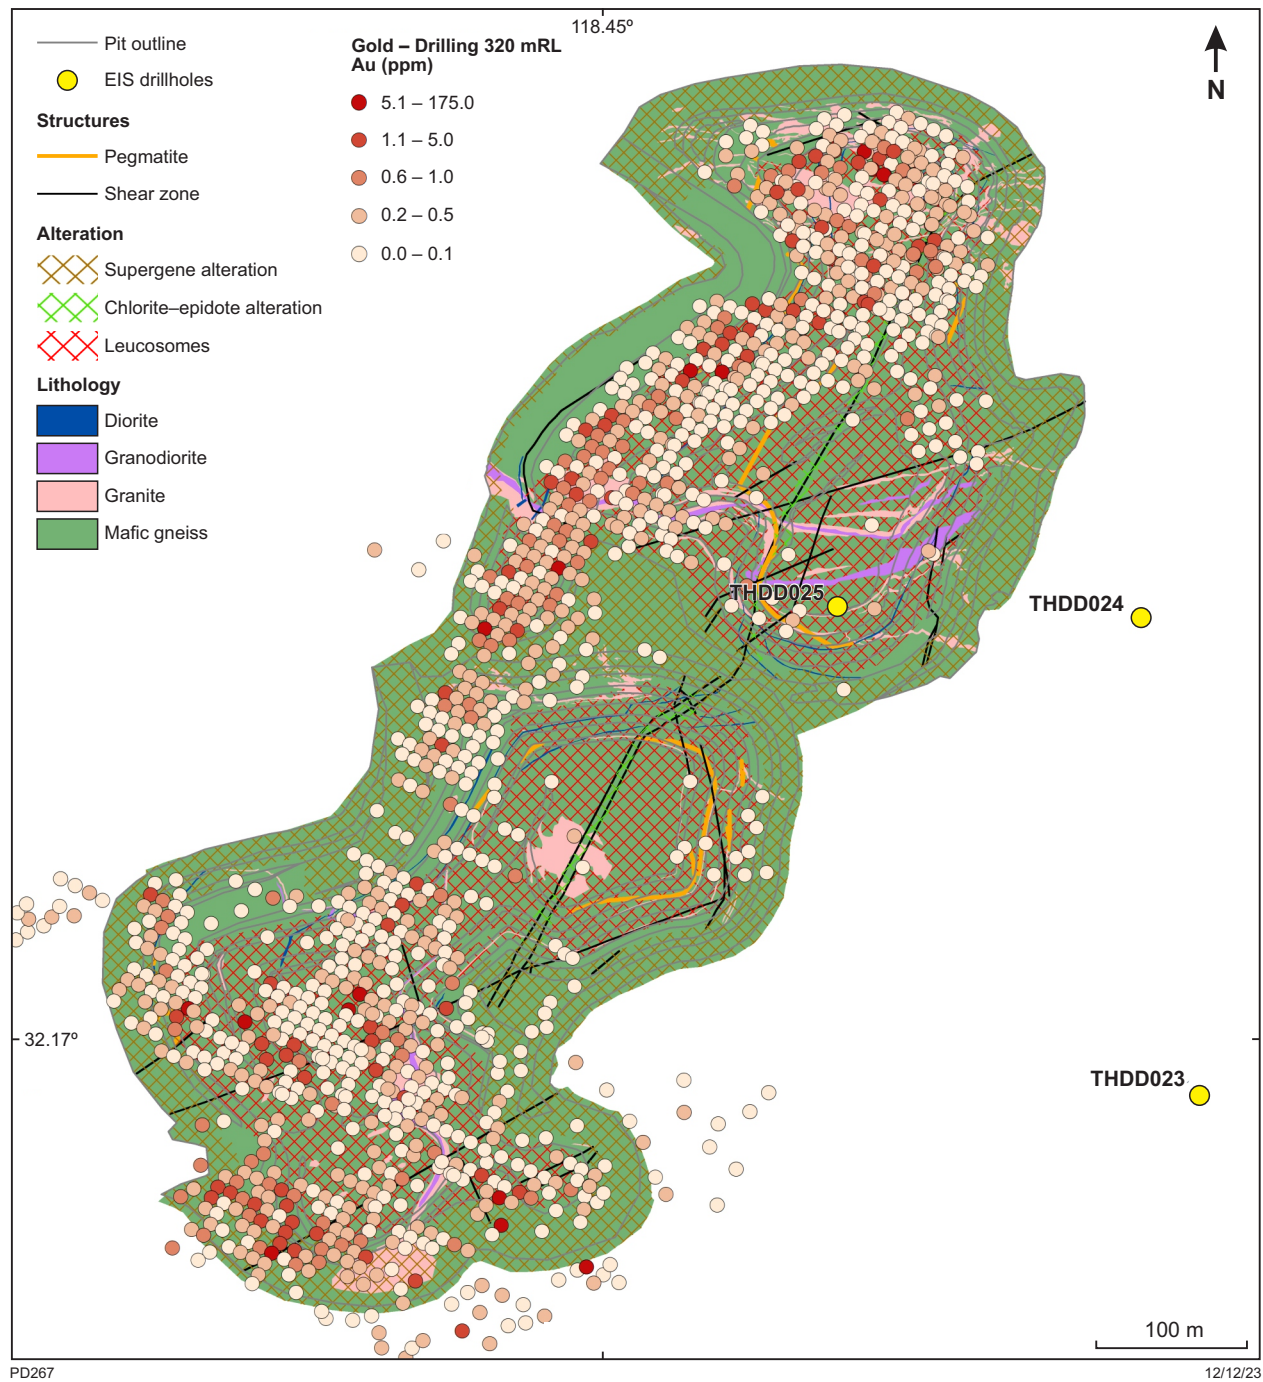 118.45º
Pit outline
EIS drillholes
Structures
Pegmatite
Shear zone
Alteration
Supergene alteration
Chlorite–epidote alteration
Leucosomes
Lithology
Diorite
Granodiorite
Granite
Mafic gneiss
Gold – Drilling 320 mRL
Au (ppm)
5.1 – 175.0
1.1 – 5.0
0.6 – 1.0
0.2 – 0.5
0.0 – 0.1
N
THDD025
THDD024
32.17º
THDD023
100 m
PD267
12/12/23